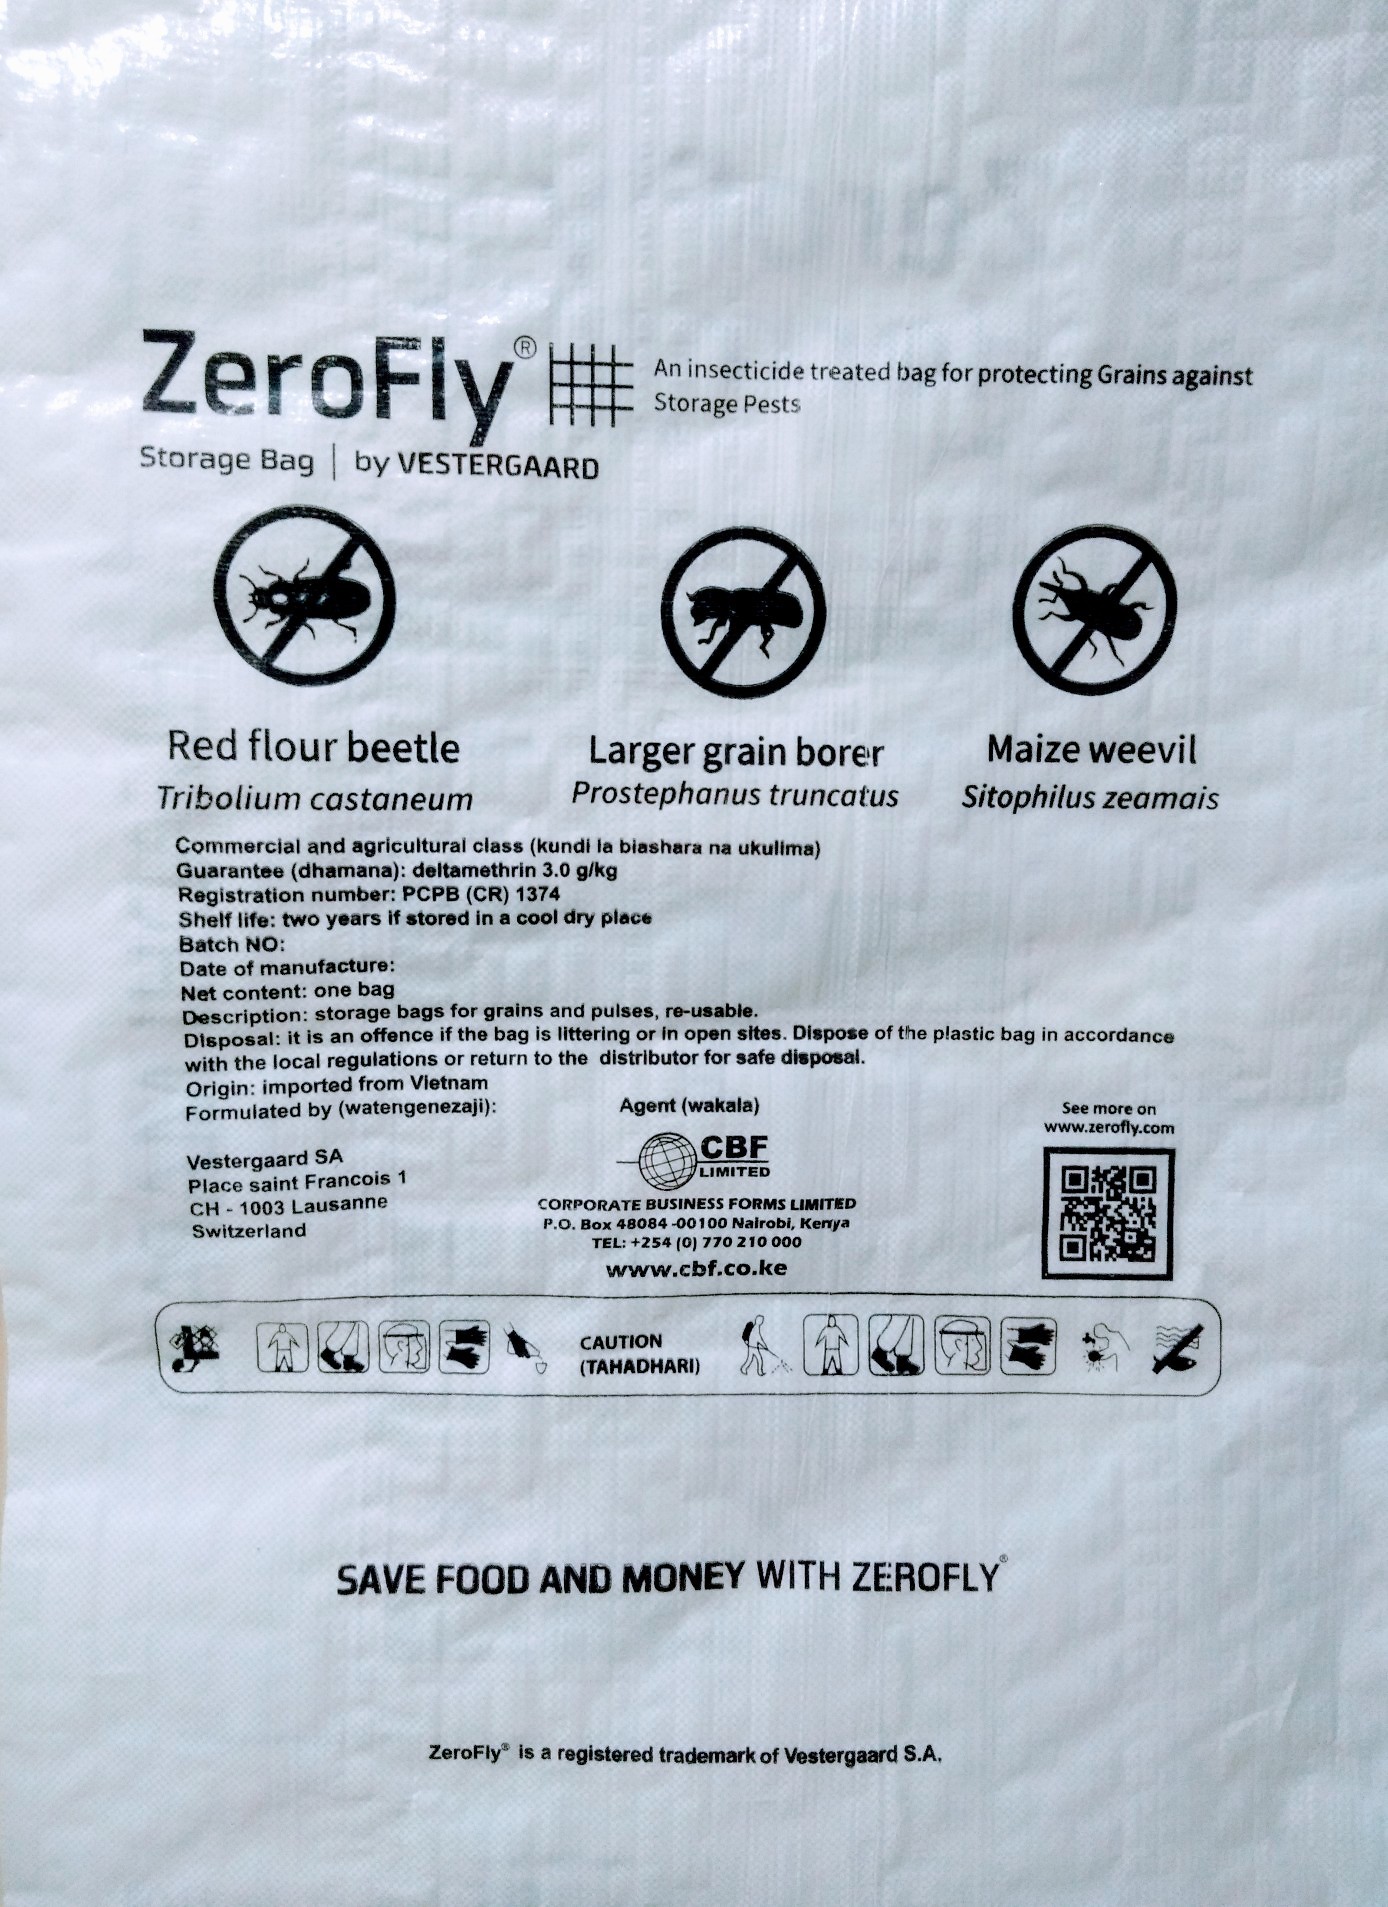 ZeroFly®
An insecticide treated bag for protecting Grains against
Storage Pests
Storage Bag | by VESTERGAARD
Red flour beetle
Tribolium castaneum
Larger grain borer
Prostephanus truncatus
Maize weevil
Sitophilus zeamais
Commercial and agricultural class (kundi la biashara na ukulima)
Guarantee (dhamana): deltamethrin 3.0 g/kg
Registration number: PCPB (CR) 1374
Shelf life: two years if stored in a cool dry place
Batch NO:
Date of manufacture:
Net content: one bag
Description: storage bags for grains and pulses, re-usable.
Disposal: it is an offence if the bag is littering or in open sites. Dispose of the plastic bag in accordance
with the local regulations or return to the distributor for safe disposal.
Origin: imported from Vietnam
Formulated by (watengenezaji):
Vestergaard SA
Place saint Francois 1
CH - 1003 Lausanne
Switzerland
Agent (wakala)
CBF
LIMITED
CORPORATE BUSINESS FORMS LIMITED
P.O. Box 48084 -00100 Nairobi, Kenya
TEL: +254 (0) 770 210 000
www.cbf.co.ke
See more on
www.zerofly.com
CAUTION
(TAHADHARI)
SAVE FOOD AND MONEY WITH ZEROFLY®
ZeroFly® is a registered trademark of Vestergaard S.A.